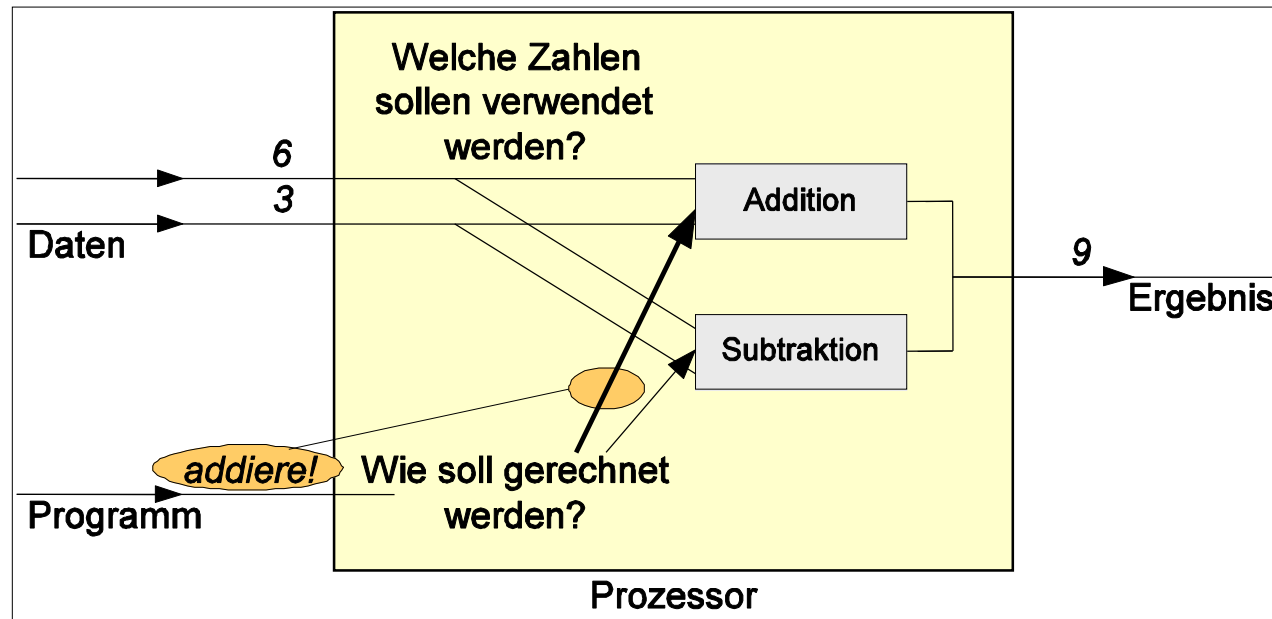 Welche Zahlen
sollen verwendet
werden?
6
3
Daten
Addition
Subtraktion
9
Ergebnis
addiere!
Programm
Wie soll gerechnet
werden?
Prozessor